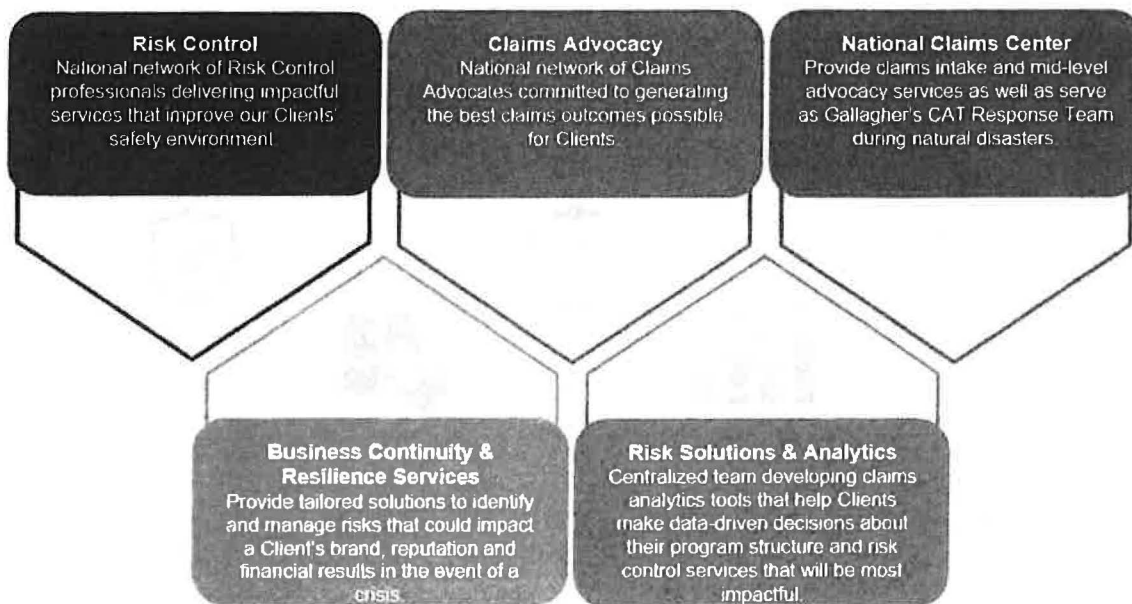 Risk Control
National network of Risk Control
professionals delivering impactful
services that improve our Clients'
safety environment
Claims Advocacy
National network of Claims
Advocates committed to generating
the best claims outcomes possible
for Clients.
National Claims Center
Provide claims intake and mid-level
advocacy services as well as serve
as Gallagher's CAT Response Team
during natural disasters
Business Continuity &
Resilience Services
Provide tailored solutions to identify
and manage risks that could impact
a Client's brand, reputation and
financial results in the event of a
crisis.
Risk Solutions & Analytics
Centralized team developing claims
analytics tools that help Clients
make data-driven decisions about
their program structure and risk
control services that will be most
impactful.